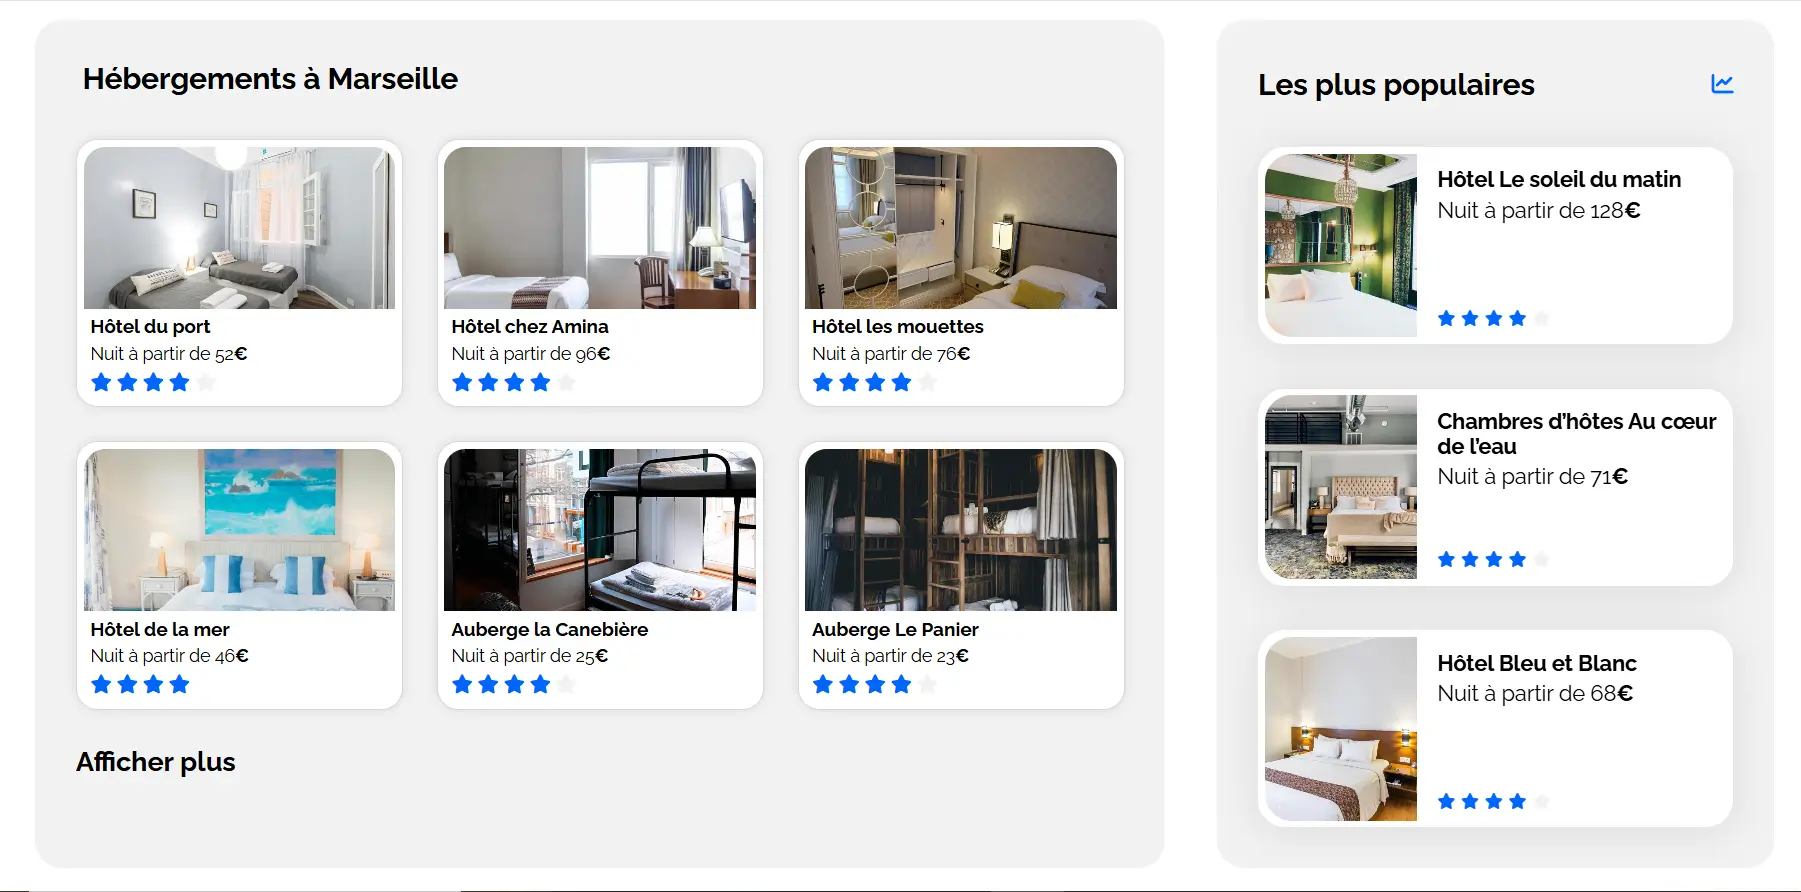 Hébergements à Marseille
Hôtel du port
Nuit à partir de 52€
Hôtel chez Amina
Nuit à partir de 96€
Hôtel les mouettes
Nuit à partir de 76€
Hôtel de la mer
Nuit à partir de 46€
Auberge la Canebière
Nuit à partir de 25€
Auberge Le Panier
Nuit à partir de 23€
Afficher plus
Les plus populaires
Hôtel Le soleil du matin
Nuit à partir de 128€
Chambres d’hôtes Au cœur
de l’eau
Nuit à partir de 71€
Hôtel Bleu et Blanc
Nuit à partir de 68€